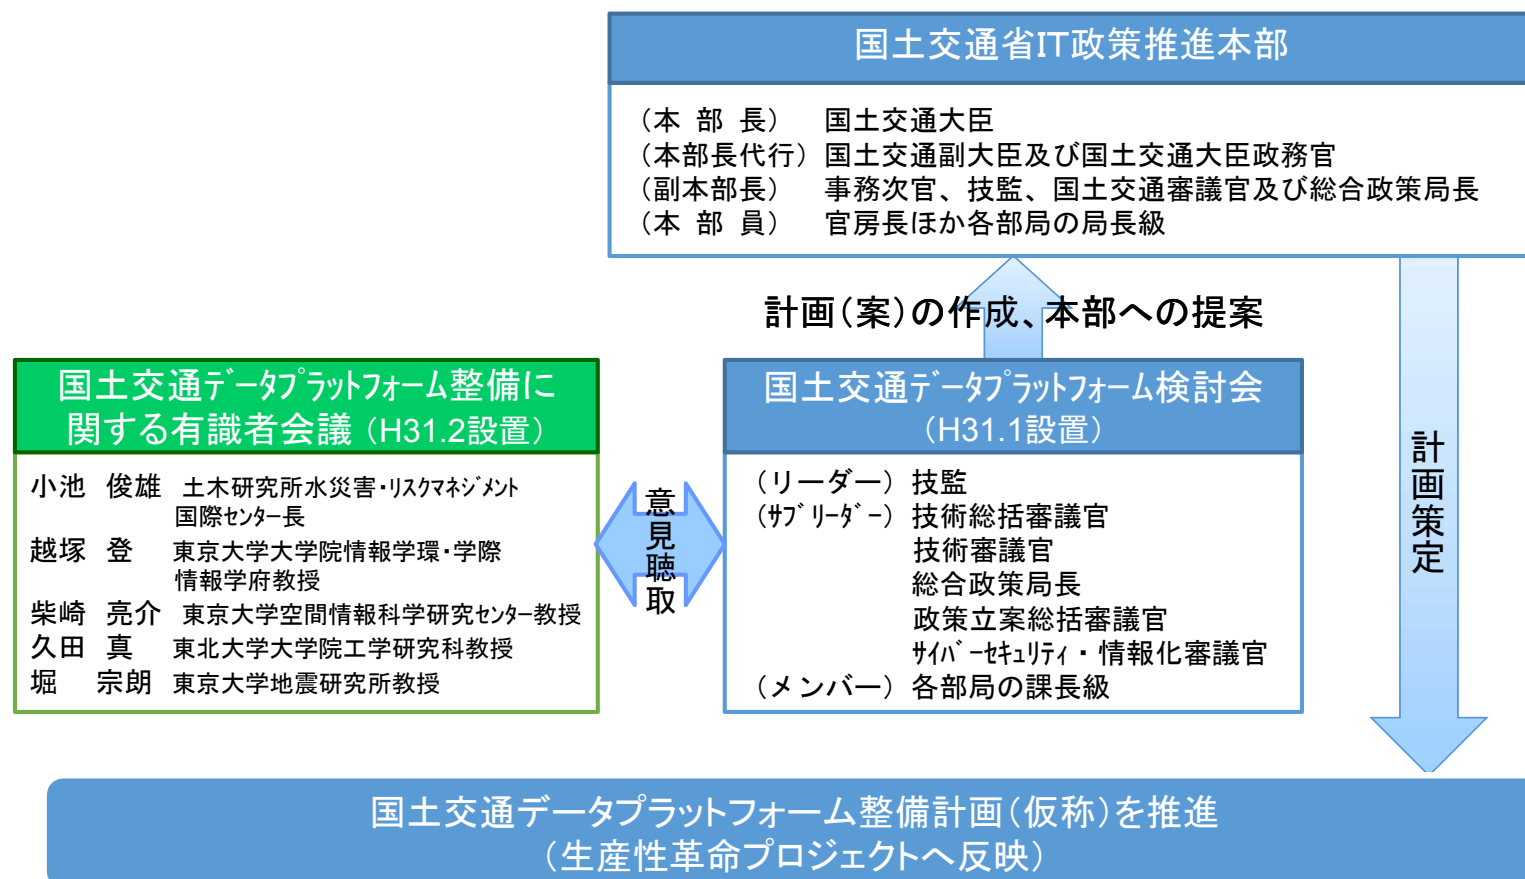 国土交通省IT政策推進本部
（本 部 長） 国土交通大臣
（本部長代行）国土交通副大臣及び国土交通大臣政務官
（副本部長） 事務次官、技監、国土交通審議官及び総合政策局長
（本 部 員） 官房長ほか各部局の局長級
計画（案）の作成、本部への提案
国土交通ﾃﾞｰﾀﾌﾟﾗｯﾄﾌｫｰﾑ整備に
関する有識者会議（H31.2設置）
小池 俊雄 土木研究所水災害・ﾘｽｸﾏﾈｼﾞﾒﾝﾄ
国際センター長
越塚 登 東京大学大学院情報学環・学際
情報学府教授
柴崎 亮介 東京大学空間情報科学研究ｾﾝﾀｰ教授
久田 真 東北大学大学院工学研究科教授
堀 宗朗 東京大学地震研究所教授
意見聴取
国土交通ﾃﾞｰﾀﾌﾟﾗｯﾄﾌｫｰﾑ検討会
（H31.1設置）
（リーダー）技監
（ｻﾌﾞﾘｰﾀﾞｰ）技術総括審議官
技術審議官
総合政策局長
政策立案総括審議官
ｻｲﾊﾞｰｾｷｭﾘﾃｨ・情報化審議官
（メンバー）各部局の課長級
計画策定
国土交通データプラットフォーム整備計画（仮称）を推進
（生産性革命プロジェクトへ反映）